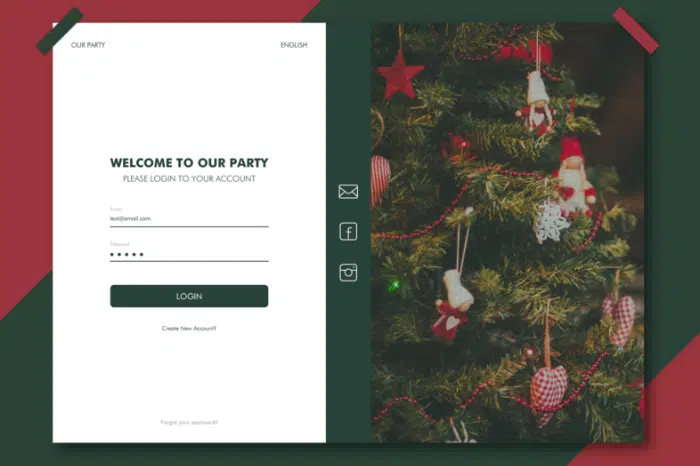 OUR PARTY
ENGLISH
WELCOME TO OUR PARTY
PLEASE LOGIN TO YOUR ACCOUNT
Email
test@email.com
Password
LOGIN
Create New Account?
Forgot your password?